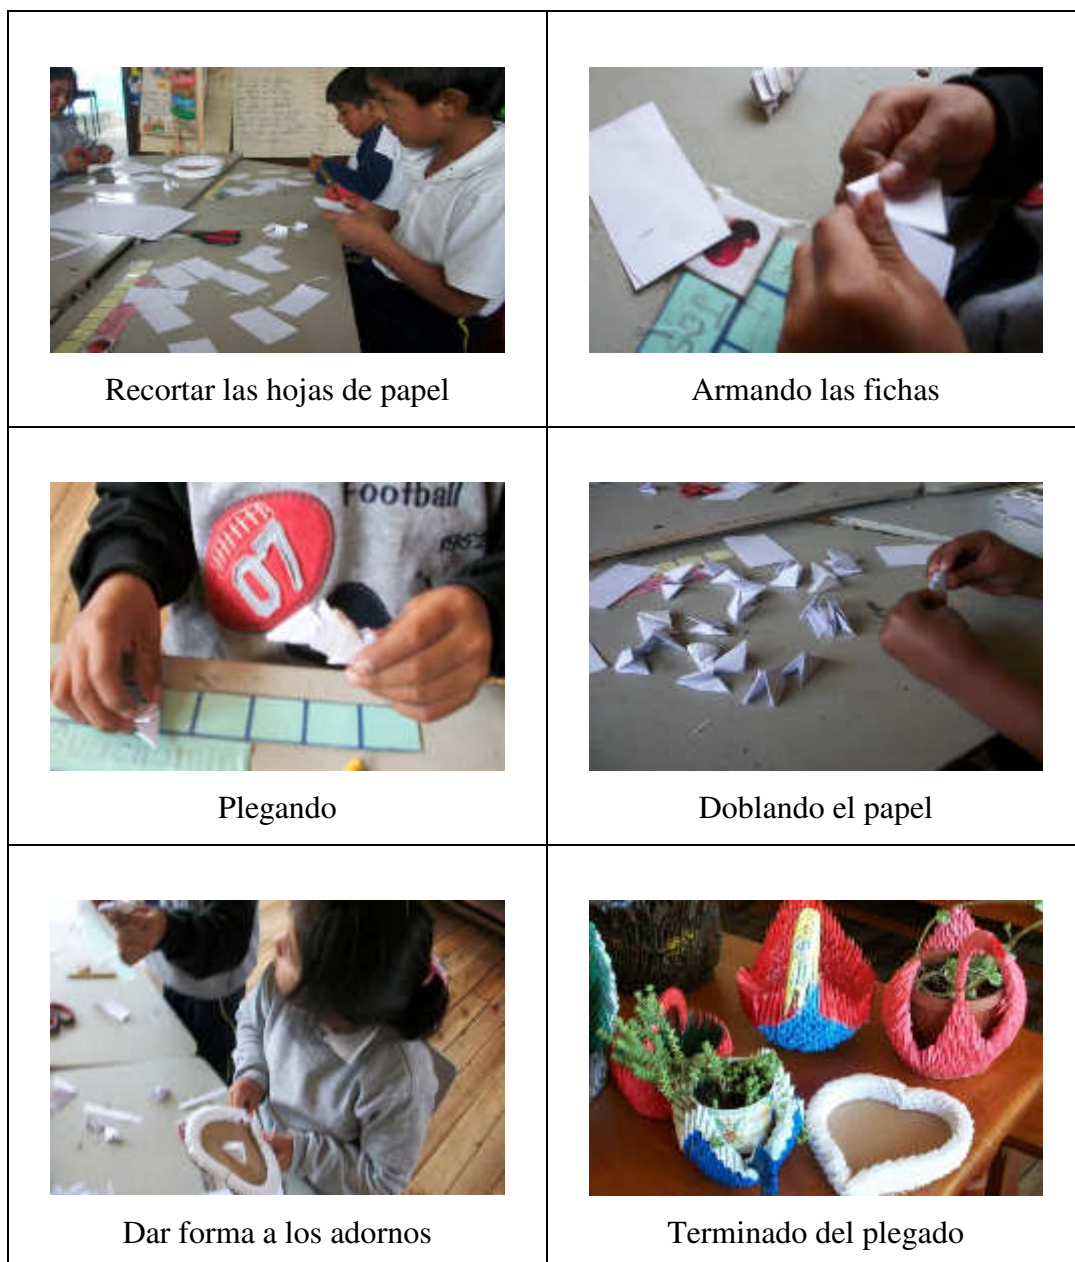 Recortar las hojas de papel
Armando las fichas
Football
07
Plegando
Doblando el papel
Dar forma a los adornos
Terminado del plegado